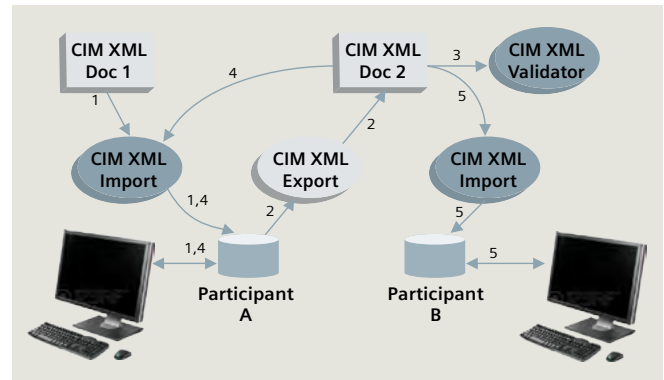 CIM XML
Doc 1
CIM XML
Doc 2
CIM XML
Validator
3
4
1
5
2
CIM XML
Import
CIM XML
Export
CIM XML
Import
1,4
2
5
1,4
5
Participant
A
Participant
B